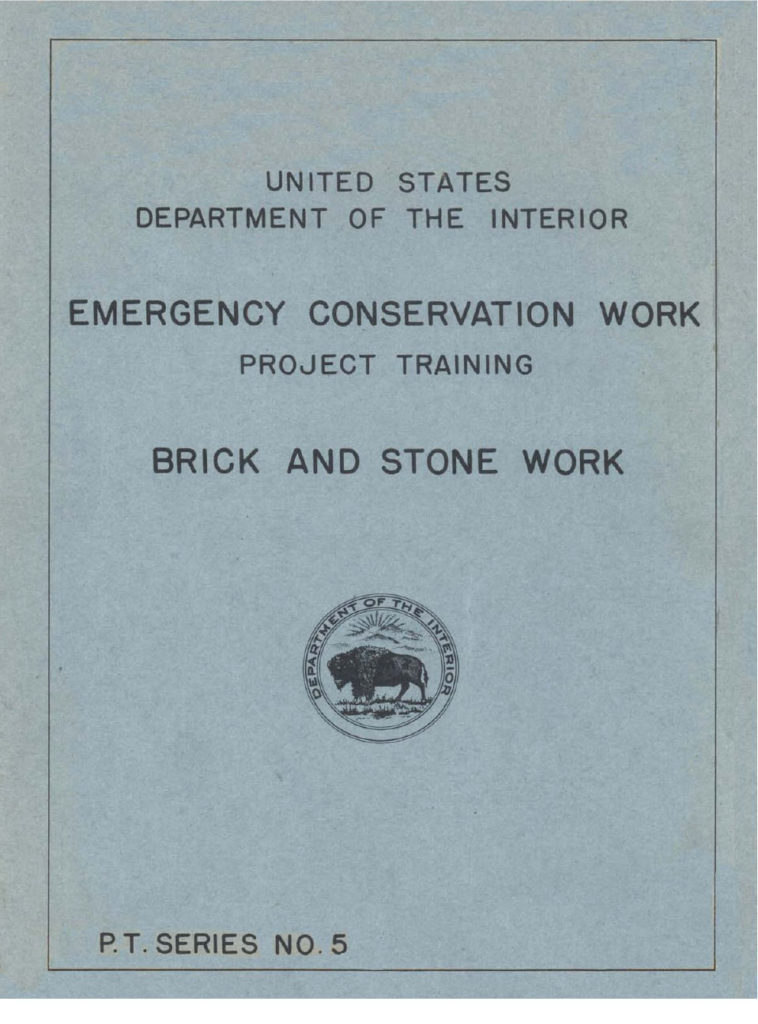 UNITED STATES
DEPARTMENT OF THE INTERIOR
EMERGENCY CONSERVATION WORK
PROJECT TRAINING
BRICK AND STONE WORK
DEPARTMENT OF THE INTERIOR
P.T. SERIES NO. 5